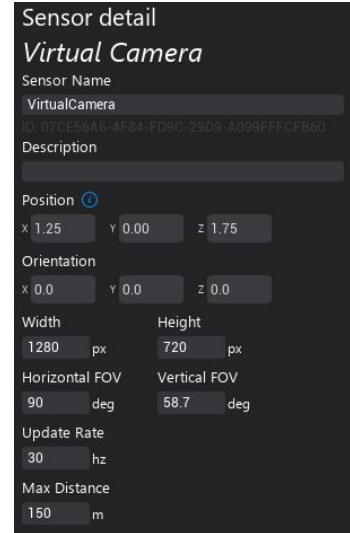 Sensor detail
Virtual Camera
Sensor Name
VirtualCamera
ID: 07CE56A6-4F84-FD9C-29D9-A099FFFCFB60
Description
Position i
X 1.25 Y 0.00 Z 1.75
Orientation
X 0.0 Y 0.0 Z 0.0
Width Height
1280 px 720 px
Horizontal FOV Vertical FOV
90 deg 58.7 deg
Update Rate
30 hz
Max Distance
150 m